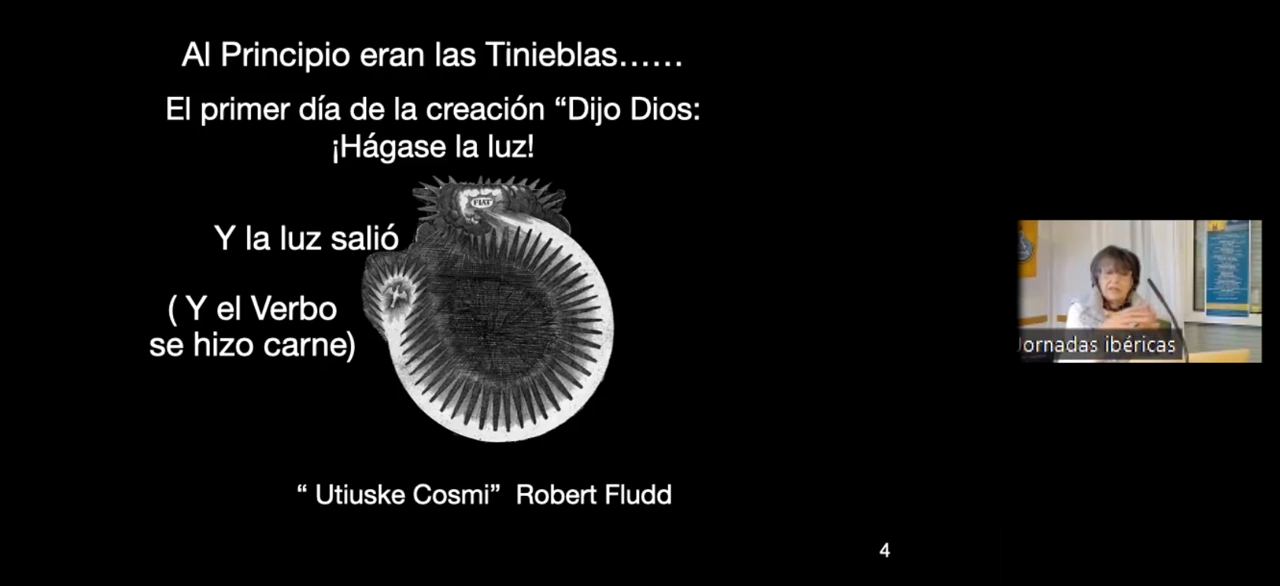 Al Principio eran las Tinieblas......
El primer día de la creación “Dijo Dios:
¡Hágase la luz!
FIAT
Y la luz salió
( Y el Verbo
se hizo carne)
“ Utiuske Cosmi” Robert Fludd
4
Jornadas ibéricas